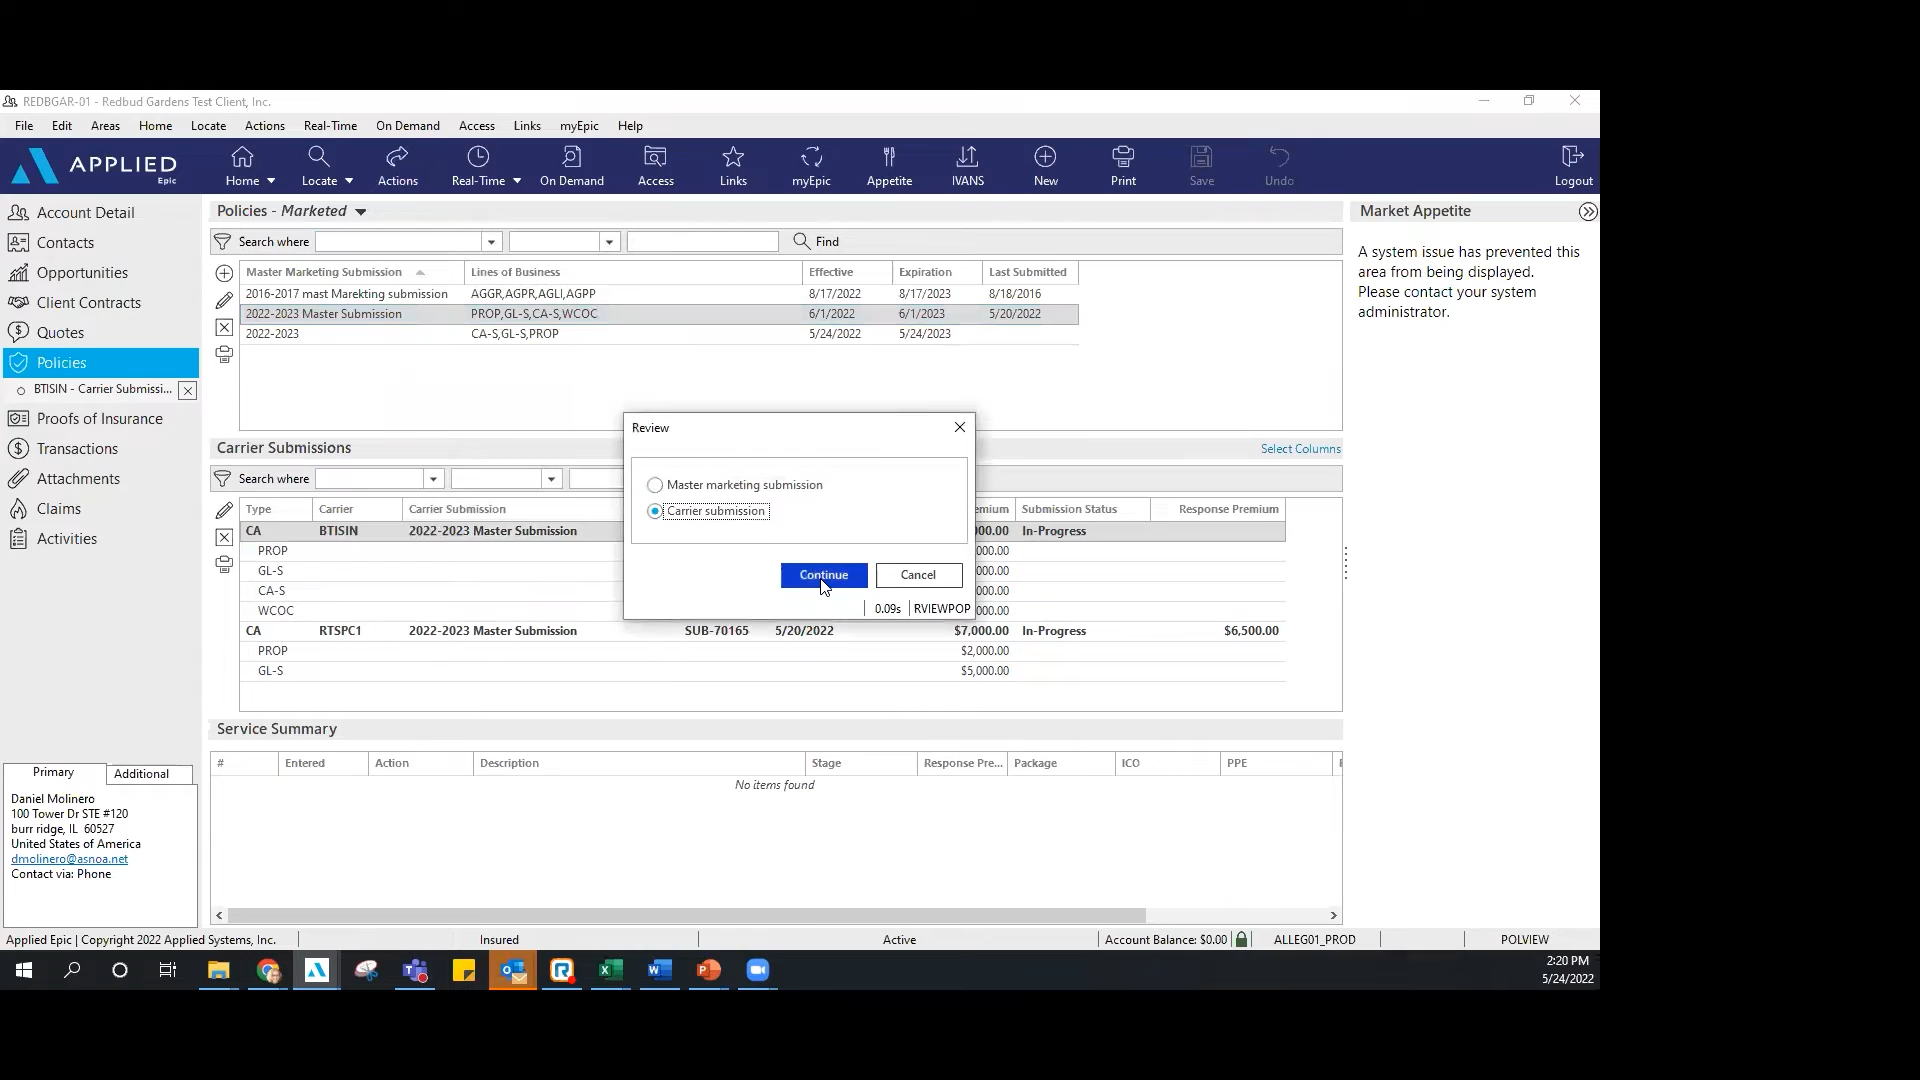 REDBGAR-01 - Redbud Gardens Test Client, Inc.
File Edit Areas Home Locate Actions Real-Time On Demand Access Links myEpic Help
APPLIED Epic
Home Locate Actions Real-Time On Demand Access Links myEpic Appetite IVANS New Print Save Undo Logout
Account Detail
Contacts
Opportunities
Client Contracts
Quotes
Policies
BTISIN - Carrier Submissi...
Proofs of Insurance
Transactions
Attachments
Claims
Activities
Primary Additional
Daniel Molinero
100 Tower Dr STE #120
burr ridge, IL 60527
United States of America
dmolinero@asnoa.net
Contact via: Phone
Policies - Marketed
Search where Find
Master Marketing Submission Lines of Business Effective Expiration Last Submitted
2016-2017 mast Marekting submission AGGR,AGPR,AGLI,AGPP 8/17/2022 8/17/2023 8/18/2016
2022-2023 Master Submission PROP,GL-S,CA-S,WCOC 6/1/2022 6/1/2023 5/20/2022
2022-2023 CA-S,GL-S,PROP 5/24/2022 5/24/2023
Carrier Submissions Select Columns
Search where
Type Carrier Carrier Submission emium Submission Status Response Premium
CA BTISIN 2022-2023 Master Submission 000.00 In-Progress
PROP 000.00
GL-S 000.00
CA-S 000.00
WCOC 000.00
CA RTSPC1 2022-2023 Master Submission SUB-70165 5/20/2022 $7,000.00 In-Progress $6,500.00
PROP $2,000.00
GL-S $5,000.00
Review
Master marketing submission
Carrier submission
Continue Cancel
0.09s RVIEWPOP
Service Summary
# Entered Action Description Stage Response Pre... Package ICO PPE
No items found
Market Appetite
A system issue has prevented this
area from being displayed.
Please contact your system
administrator.
Applied Epic | Copyright 2022 Applied Systems, Inc. Insured Active Account Balance: $0.00 ALLEG01_PROD POLVIEW
2:20 PM
5/24/2022